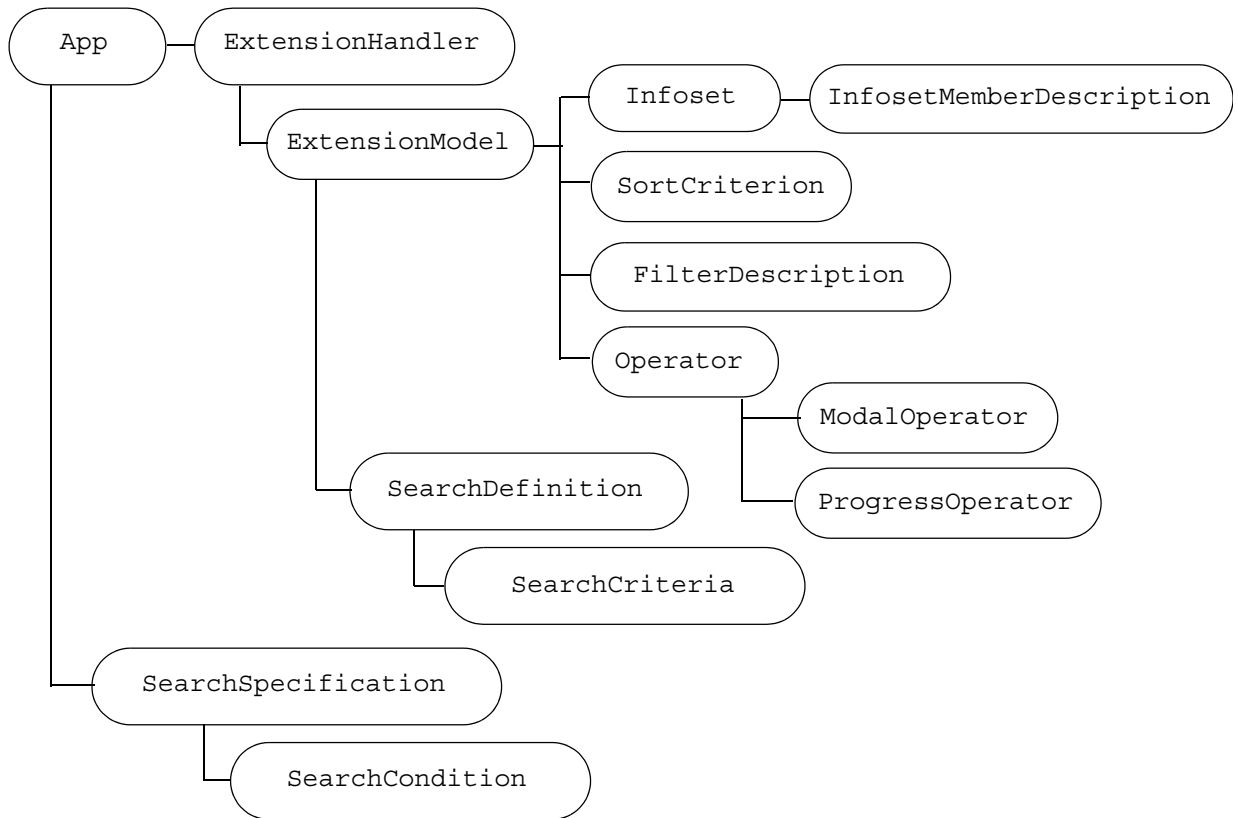 App
ExtensionHandler
Infoset
InfosetMemberDescription
ExtensionModel
SortCriterion
FilterDescription
Operator
ModalOperator
SearchDefinition
ProgressOperator
SearchCriteria
SearchSpecification
SearchCondition